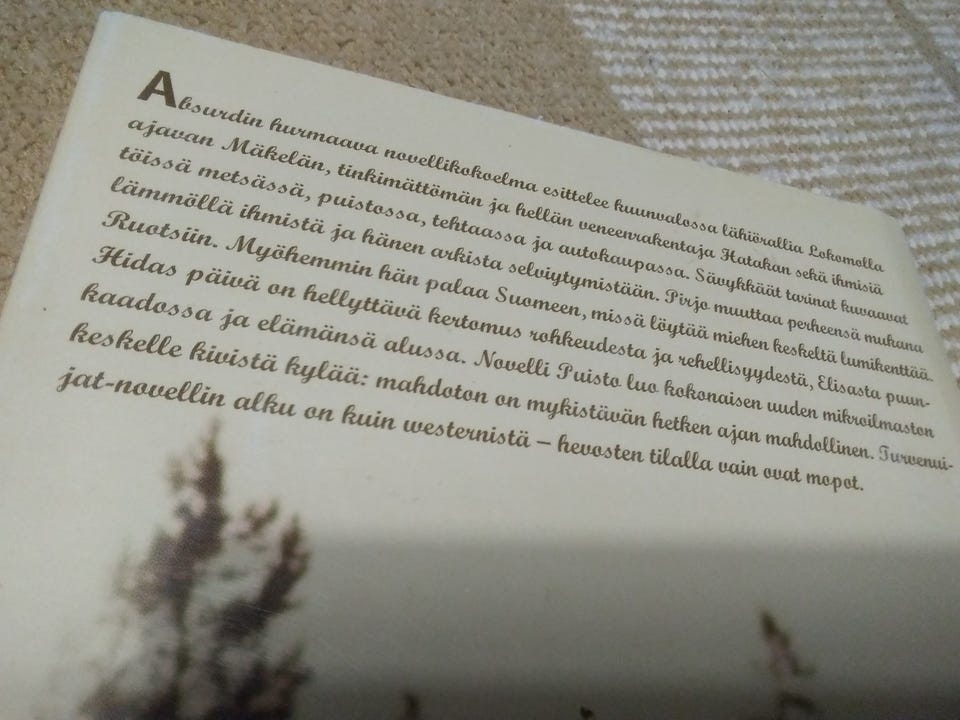 Absurdin hurmaava novellikokoelma esittelee kuunvalossa lähiörallia Lokomolla
ajavan Mäkelän, tinkimättömän ja hellän veneenrakentaja Hatakan sekä ihmisiä
töissä metsässä, puistossa, tehtaassa ja autokaupassa. Sävykkäät tarinat kuvaavat
lämmöllä ihmistä ja hänen arkista selviytymistään. Pirjo muuttaa perheensä mukana
Ruotsiin. Myöhemmin hän palaa Suomeen, missä löytää miehen keskeltä lumikenttää.
Hidas päivä on hellyttävä kertomus rohkeudesta ja rehellisyydestä, Elisasta puun-
kaadossa ja elämänsä alussa. Novelli Puisto luo kokonaisen uuden mikroilmaston
keskelle kivistä kylää: mahdoton on mykistävän hetken ajan mahdollinen. Turvenui-
jat-novellin alku on kuin westernistä – hevosten tilalla vain ovat mopot.